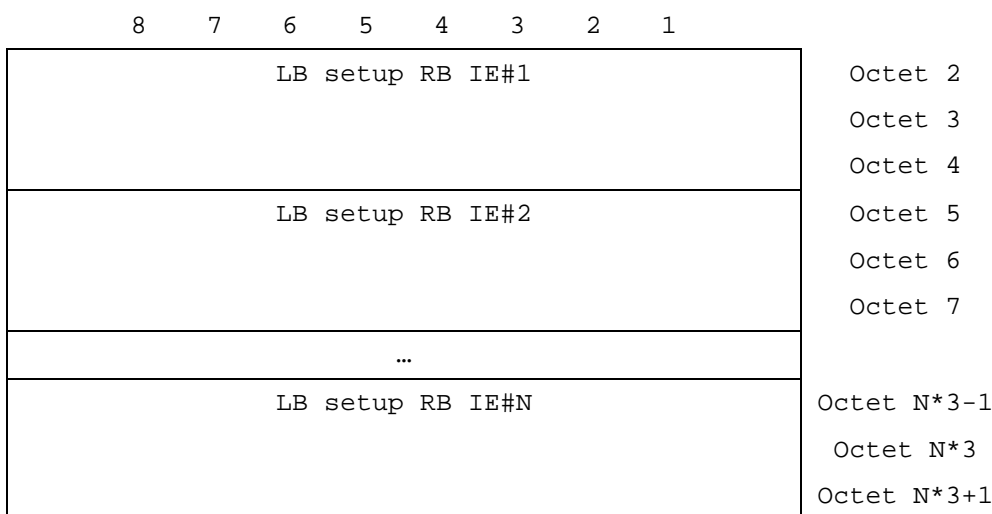 8 7 6 5 4 3 2 1
LB setup RB IE#1 Octet 2
Octet 3
Octet 4
LB setup RB IE#2 Octet 5
Octet 6
Octet 7
…
LB setup RB IE#N Octet N*3-1
Octet N*3
Octet N*3+1